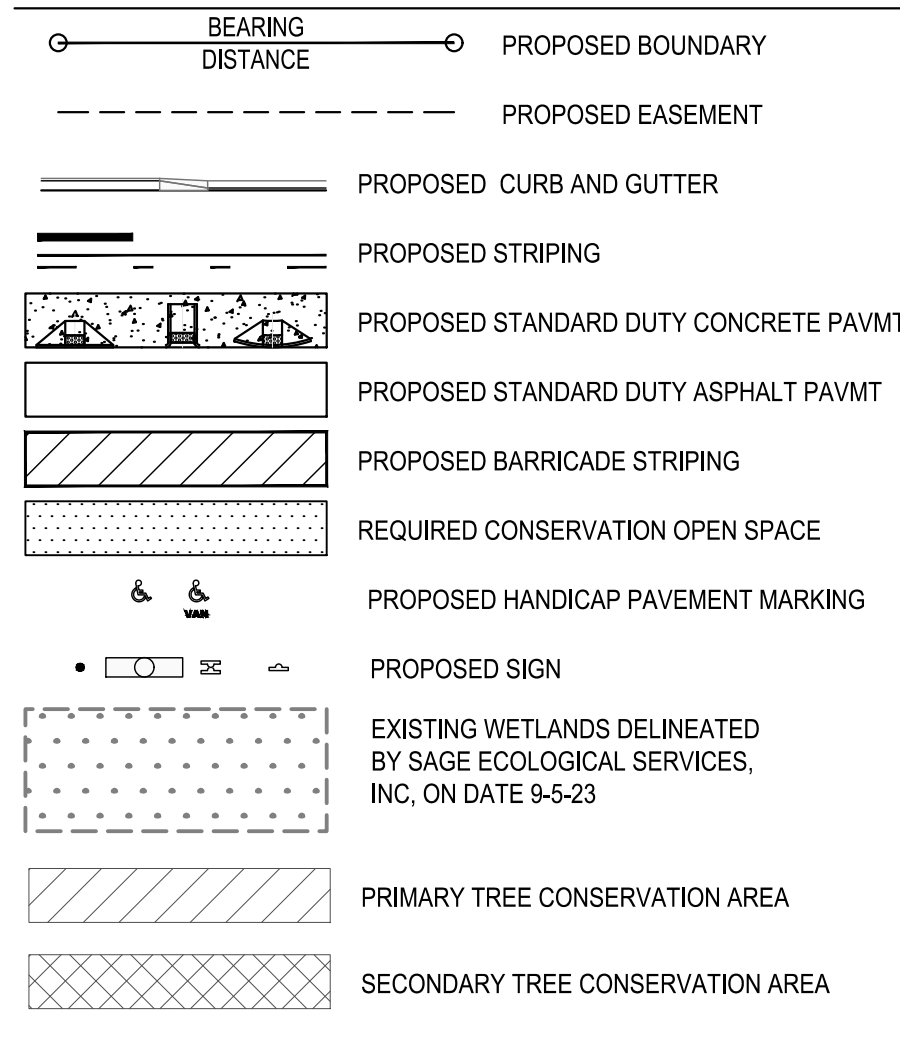 BEARING
DISTANCE
PROPOSED BOUNDARY
PROPOSED EASEMENT
PROPOSED CURB AND GUTTER
PROPOSED STRIPING
PROPOSED STANDARD DUTY CONCRETE PAVMT
PROPOSED STANDARD DUTY ASPHALT PAVMT
PROPOSED BARRICADE STRIPING
REQUIRED CONSERVATION OPEN SPACE
VAN
PROPOSED HANDICAP PAVEMENT MARKING
PROPOSED SIGN
EXISTING WETLANDS DELINEATED
BY SAGE ECOLOGICAL SERVICES,
INC, ON DATE 9-5-23
PRIMARY TREE CONSERVATION AREA
SECONDARY TREE CONSERVATION AREA